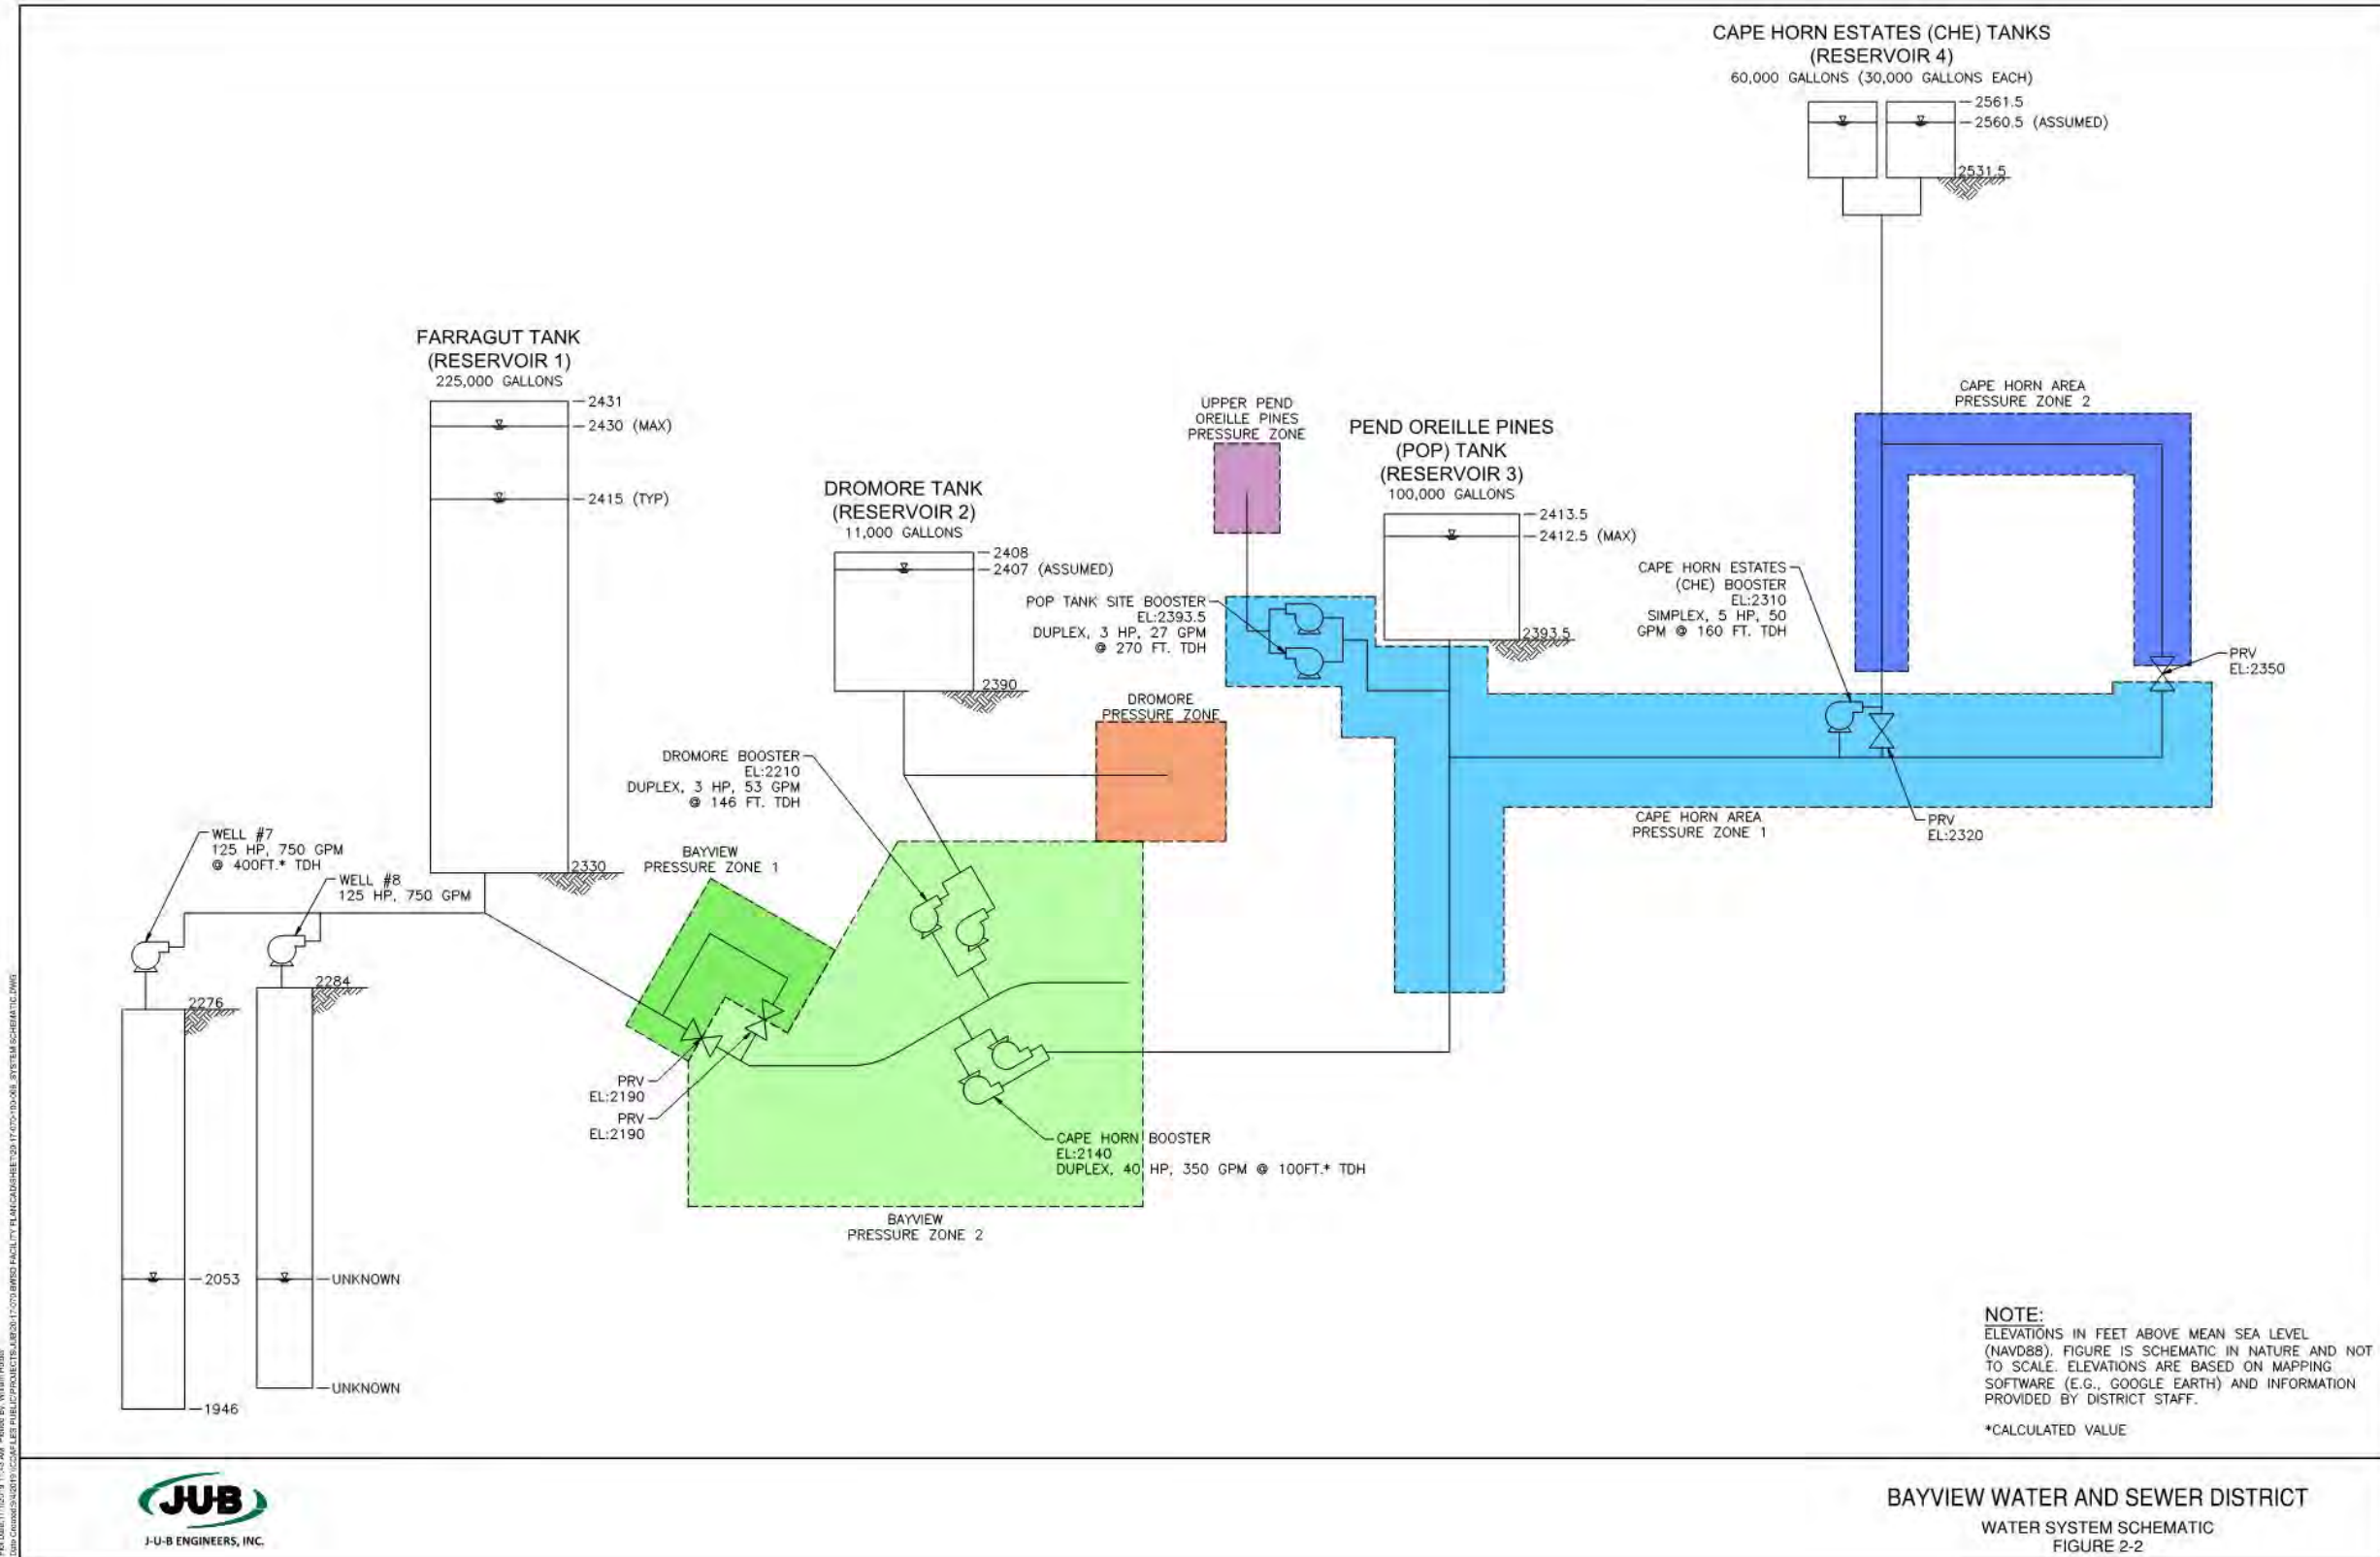 CAPE HORN ESTATES (CHE) TANKS
(RESERVOIR 4)
60,000 GALLONS (30,000 GALLONS EACH)
2561.5
2560.5 (ASSUMED)
2531.5
FARRAGUT TANK
(RESERVOIR 1)
225,000 GALLONS
2431
2430 (MAX)
2415 (TYP)
2330
DROMORE TANK
(RESERVOIR 2)
11,000 GALLONS
2408
2407 (ASSUMED)
2390
UPPER PEND
OREILLE PINES
PRESSURE ZONE
PEND OREILLE PINES
(POP) TANK
(RESERVOIR 3)
100,000 GALLONS
2413.5
2412.5 (MAX)
2393.5
CAPE HORN AREA
PRESSURE ZONE 2
POP TANK SITE BOOSTER
EL:2393.5
DUPLEX, 3 HP, 27 GPM
@ 270 FT. TDH
CAPE HORN ESTATES
(CHE) BOOSTER
EL:2310
SIMPLEX, 5 HP, 50
GPM @ 160 FT. TDH
PRV
EL:2350
DROMORE
PRESSURE ZONE
DROMORE BOOSTER
EL:2210
DUPLEX, 3 HP, 53 GPM
@ 146 FT. TDH
CAPE HORN AREA
PRESSURE ZONE 1
PRV
EL:2320
WELL #7
125 HP, 750 GPM
@ 400FT.* TDH
WELL #8
125 HP, 750 GPM
BAYVIEW
PRESSURE ZONE 1
2276
2284
PRV
EL:2190
PRV
EL:2190
CAPE HORN BOOSTER
EL:2140
DUPLEX, 40 HP, 350 GPM @ 100FT.* TDH
BAYVIEW
PRESSURE ZONE 2
2053
UNKNOWN
UNKNOWN
1946
NOTE:
ELEVATIONS IN FEET ABOVE MEAN SEA LEVEL
(NAVD88). FIGURE IS SCHEMATIC IN NATURE AND NOT
TO SCALE. ELEVATIONS ARE BASED ON MAPPING
SOFTWARE (E.G., GOOGLE EARTH) AND INFORMATION
PROVIDED BY DISTRICT STAFF.
*CALCULATED VALUE
JUB
J-U-B ENGINEERS, INC.
BAYVIEW WATER AND SEWER DISTRICT
WATER SYSTEM SCHEMATIC
FIGURE 2-2